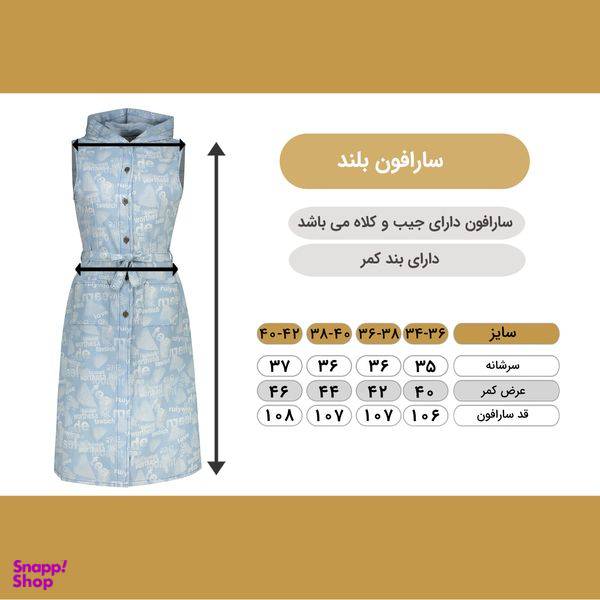 سارافون بلند
سارافون دارای جیب و کلاه می باشد
دارای بند کمر
سایز ۳۴-۳۶ ۳۶-۳۸ ۳۸-۴۰ ۴۰-۴۲
سرشانه ۳۵ ۳۶ ۳۶ ۳۷
عرض کمر ۴۰ ۴۲ ۴۴ ۴۶
قد سارافون ۱۰۶ ۱۰۷ ۱۰۷ ۱۰۸
Snapp!
Shop